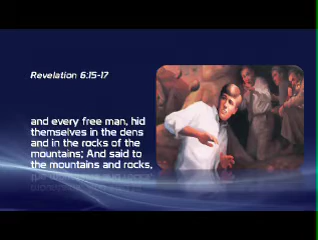 Revelation 6:15-17
and every free man, hid
themselves in the dens
and in the rocks of the
mountains; And said to
the mountains and rocks,